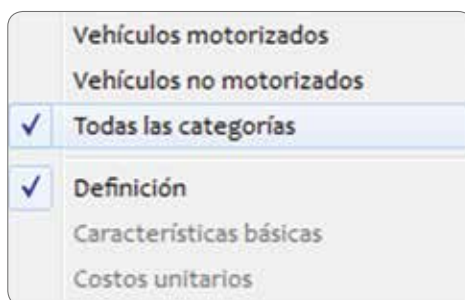 Vehículos motorizados
Vehículos no motorizados
Todas las categorías
Definición
Características básicas
Costos unitarios